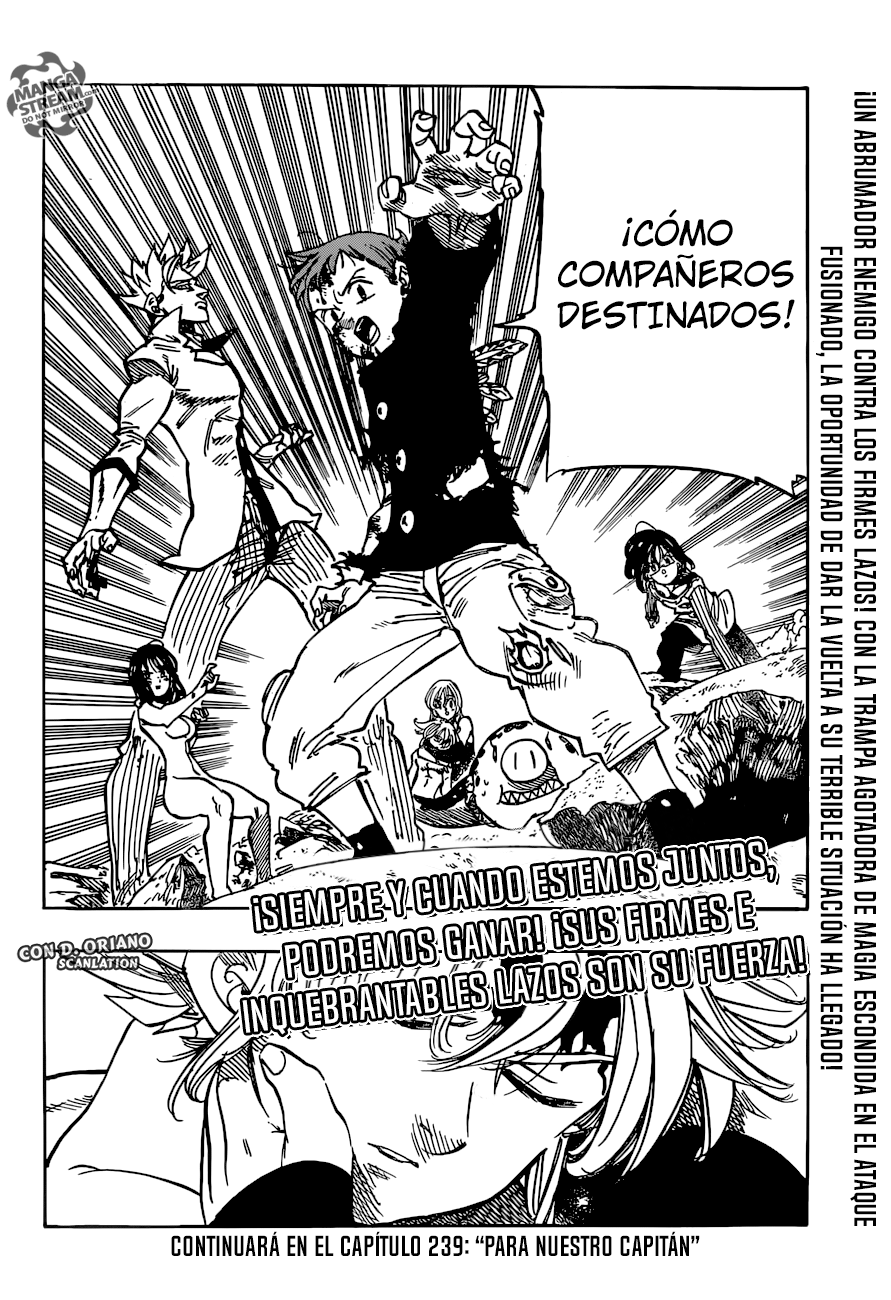 MANGA
STREAM.COM
DO NOT MIRROR
¡CÓMO
COMPAÑEROS
DESTINADOS!
¡UN ABRUMADOR ENEMIGO CONTRA LOS FIRMES LAZOS! CON LA TRAMPA AGOTADORA DE MAGIA ESCONDIDA EN EL ATAQUE
FUSIONADO, LA OPORTUNIDAD DE DAR LA VUELTA A SU TERRIBLE SITUACIÓN HA LLEGADO!
¡SIEMPRE Y CUANDO ESTEMOS JUNTOS,
PODREMOS GANAR! ¡SUS FIRMES E
INQUEBRANTABLES LAZOS SON SU FUERZA!
CON D. ORIANO
SCANLATION
CONTINUARÁ EN EL CAPÍTULO 239: “PARA NUESTRO CAPITÁN”